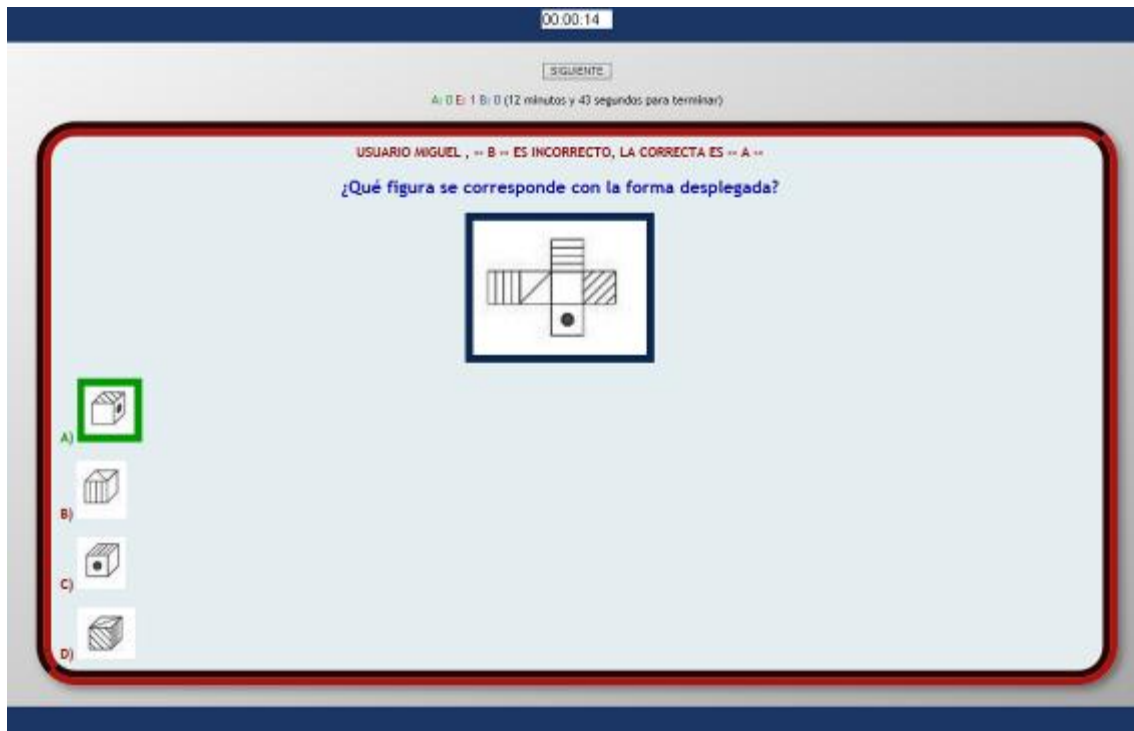 00:00:14
SIGUIENTE
A: 0 E: 1 B: 0 (12 minutos y 43 segundos para terminar)
USUARIO MIGUEL , -- B -- ES INCORRECTO, LA CORRECTA ES -- A --
¿Qué figura se corresponde con la forma desplegada?
A)
B)
C)
D)